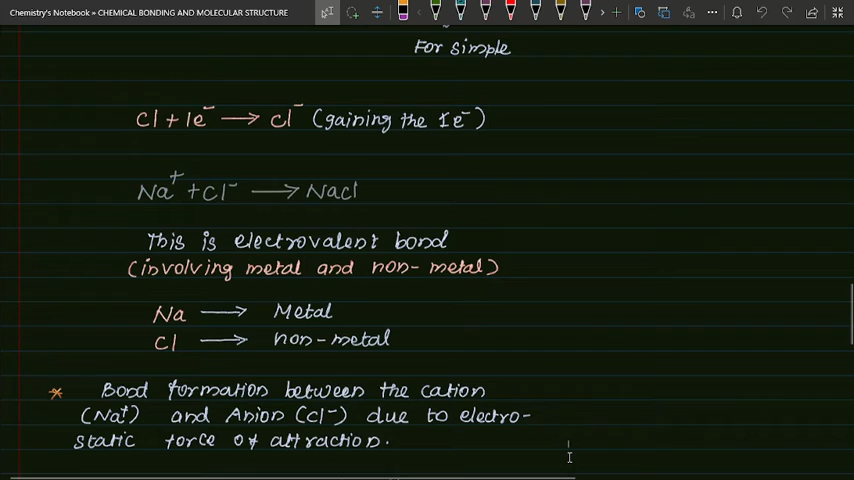 Chemistry's Notebook » CHEMICAL BONDING AND MOLECULAR STRUCTURE
For simple
Cl + 1e⁻ → Cl⁻ (gaining the 1e⁻)
Na⁺ + Cl⁻ → NaCl
This is electrovalent bond
(involving metal and non-metal)
Na → Metal
Cl → non-metal
* Bond formation between the cation
(Na⁺) and Anion (Cl⁻) due to electro-
static force of attraction.